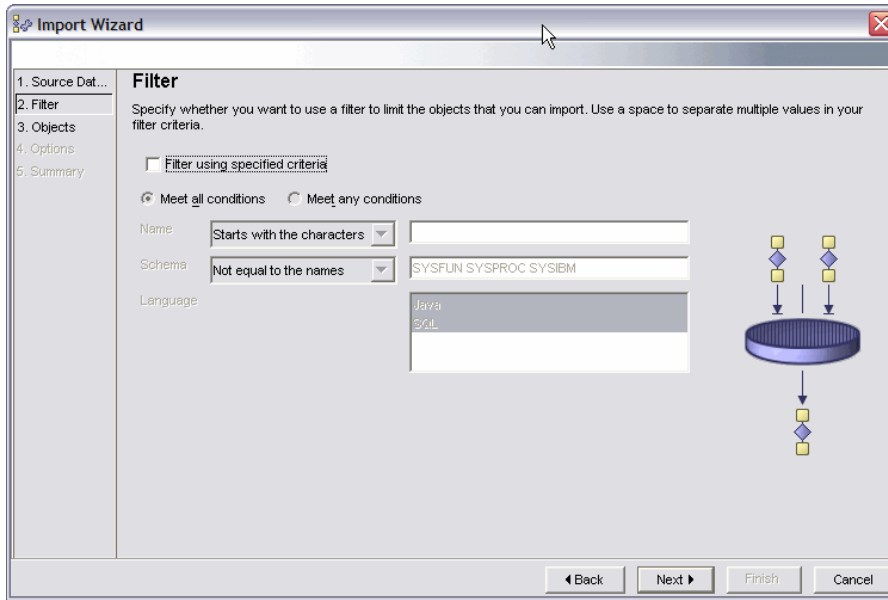 Import Wizard
1. Source Dat...
2. Filter
3. Objects
4. Options
5. Summary
Filter
Specify whether you want to use a filter to limit the objects that you can import. Use a space to separate multiple values in your
filter criteria.
Filter using specified criteria
Meet all conditions Meet any conditions
Name Starts with the characters
Schema Not equal to the names SYSFUN SYSPROC SYSIBM
Language Java
SQL
Back Next Finish Cancel